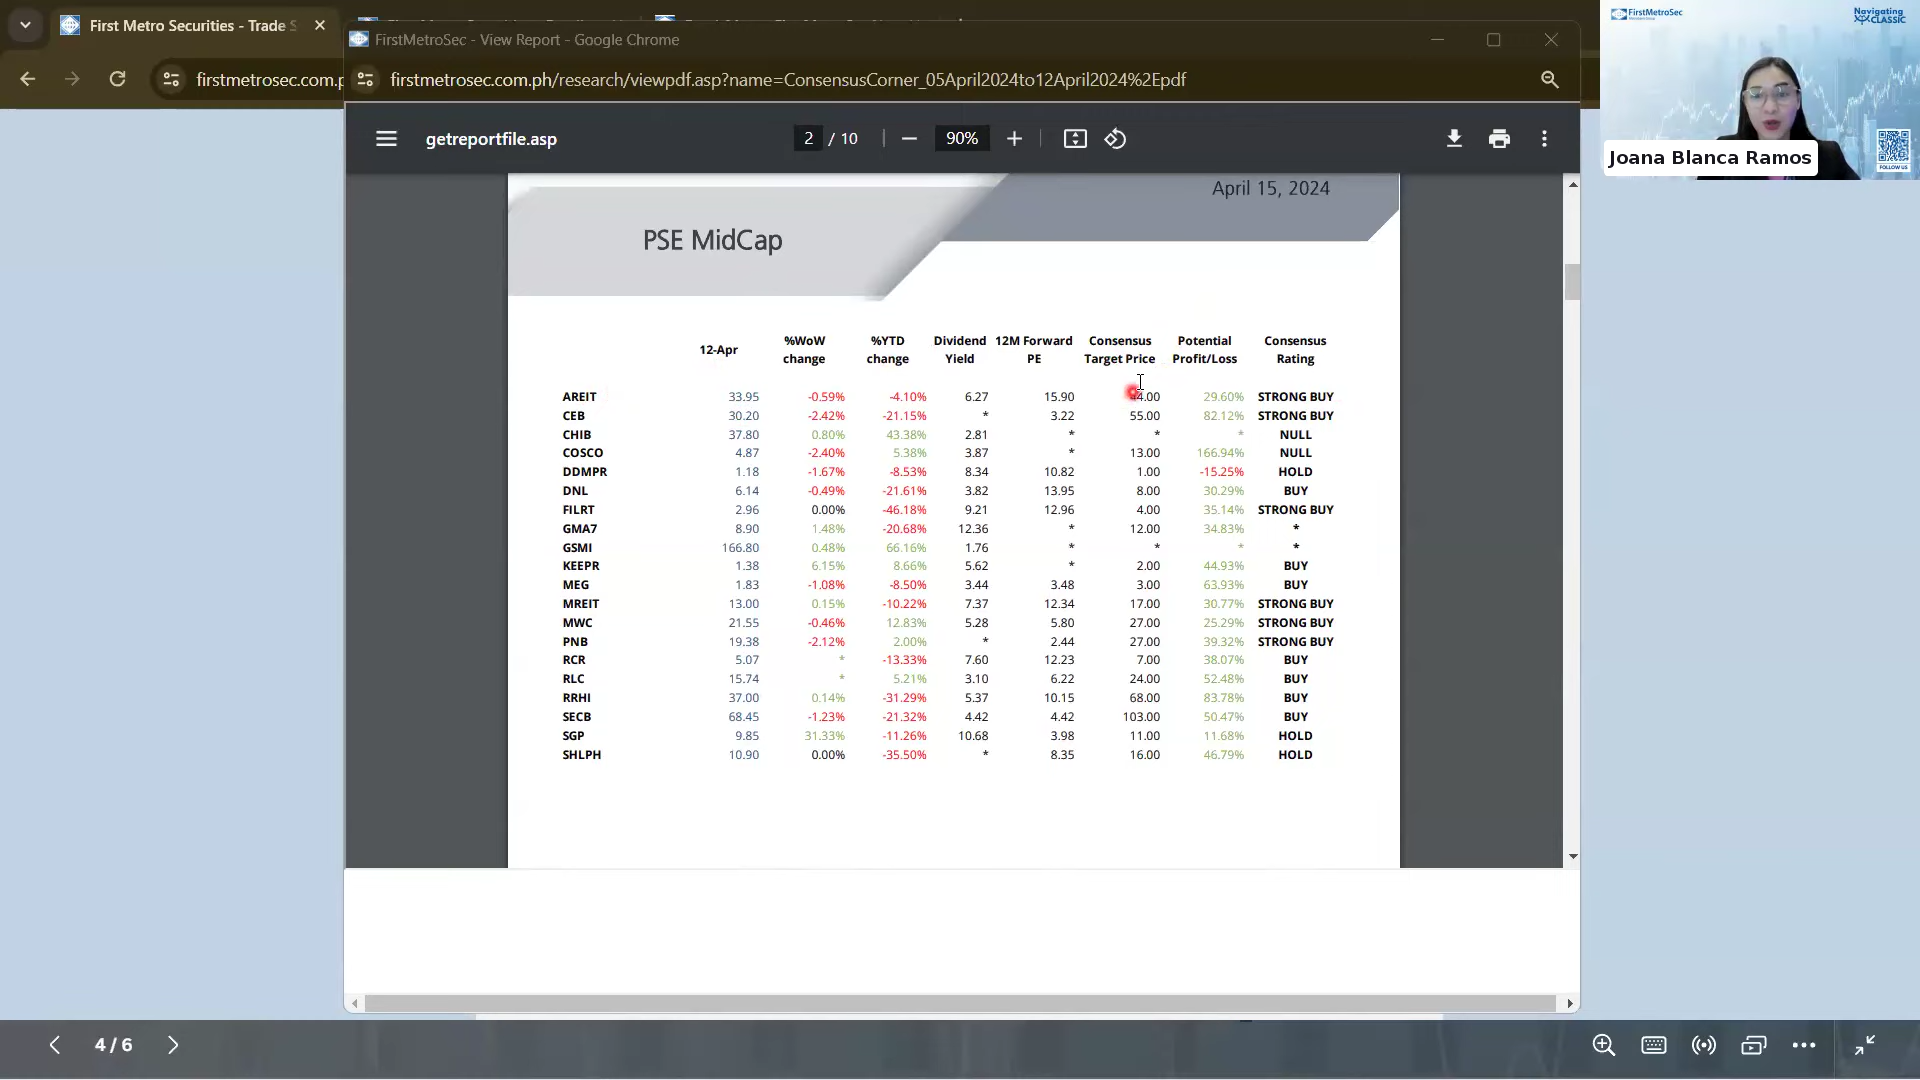 First Metro Securities - Trade S
FirstMetroSec - View Report - Google Chrome
firstmetrosec.com.p
firstmetrosec.com.ph/research/viewpdf.asp?name=ConsensusCorner_05April2024to12April2024%2Epdf
FirstMetroSec
Navigating
CLASSIC
FOLLOW US
Joana Blanca Ramos
getreportfile.asp
2 / 10
90%
April 15, 2024
PSE MidCap
12-Apr %WoW change %YTD change Dividend Yield 12M Forward PE Consensus Target Price Potential Profit/Loss Consensus Rating
AREIT 33.95 -0.59% -4.10% 6.27 15.90 44.00 29.60% STRONG BUY
CEB 30.20 -2.42% -21.15% * 3.22 55.00 82.12% STRONG BUY
CHIB 37.80 0.80% 43.38% 2.81 * * * NULL
COSCO 4.87 -2.40% 5.38% 3.87 * 13.00 166.94% NULL
DDMPR 1.18 -1.67% -8.53% 8.34 10.82 1.00 -15.25% HOLD
DNL 6.14 -0.49% -21.61% 3.82 13.95 8.00 30.29% BUY
FILRT 2.96 0.00% -46.18% 9.21 12.96 4.00 35.14% STRONG BUY
GMA7 8.90 1.48% -20.68% 12.36 * 12.00 34.83% *
GSMI 166.80 0.48% 66.16% 1.76 * * * *
KEEPR 1.38 6.15% 8.66% 5.62 * 2.00 44.93% BUY
MEG 1.83 -1.08% -8.50% 3.44 3.48 3.00 63.93% BUY
MREIT 13.00 0.15% -10.22% 7.37 12.34 17.00 30.77% STRONG BUY
MWC 21.55 -0.46% 12.83% 5.28 5.80 27.00 25.29% STRONG BUY
PNB 19.38 -2.12% 2.00% * 2.44 27.00 39.32% STRONG BUY
RCR 5.07 * -13.33% 7.60 12.23 7.00 38.07% BUY
RLC 15.74 * 5.21% 3.10 6.22 24.00 52.48% BUY
RRHI 37.00 0.14% -31.29% 5.37 10.15 68.00 83.78% BUY
SECB 68.45 -1.23% -21.32% 4.42 4.42 103.00 50.47% BUY
SGP 9.85 31.33% -11.26% 10.68 3.98 11.00 11.68% HOLD
SHLPH 10.90 0.00% -35.50% * 8.35 16.00 46.79% HOLD
4 / 6